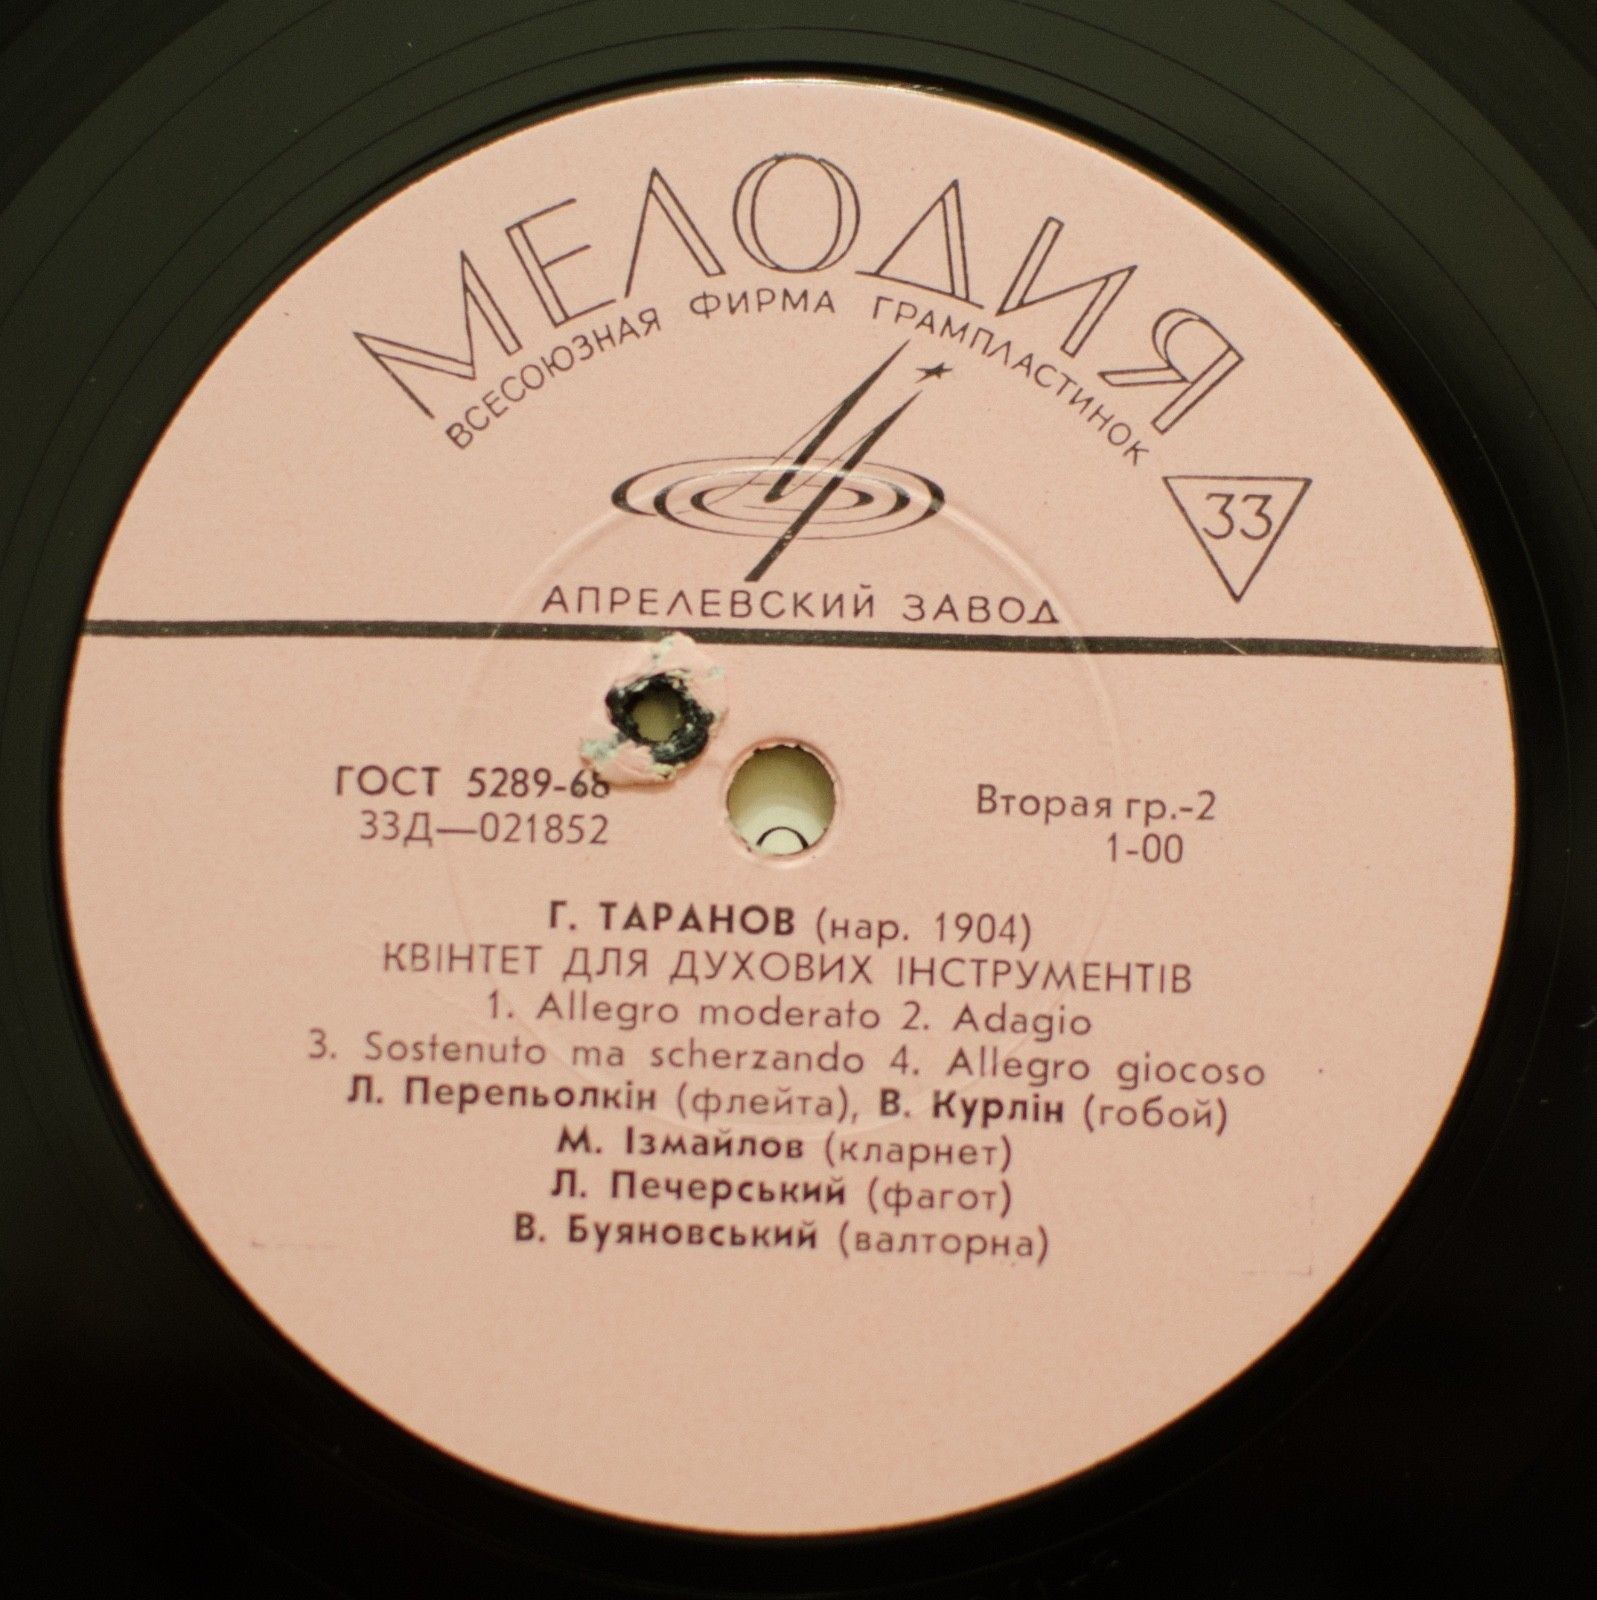 МЕЛОДИЯ
ВСЕСОЮЗНАЯ ФИРМА ГРАМПЛАСТИНОК
33
АПРЕЛЕВСКИЙ ЗАВОД
ГОСТ 5289-68
33Д—021852
Вторая гр.-2
1-00
Г. ТАРАНОВ (нар. 1904)
КВІНТЕТ ДЛЯ ДУХОВИХ ІНСТРУМЕНТІВ
1. Allegro moderato 2. Adagio
3. Sostenuto ma scherzando 4. Allegro giocoso
Л. Перепьолкін (флейта), В. Курлін (гобой)
М. Ізмайлов (кларнет)
Л. Печерський (фагот)
В. Буяновський (валторна)